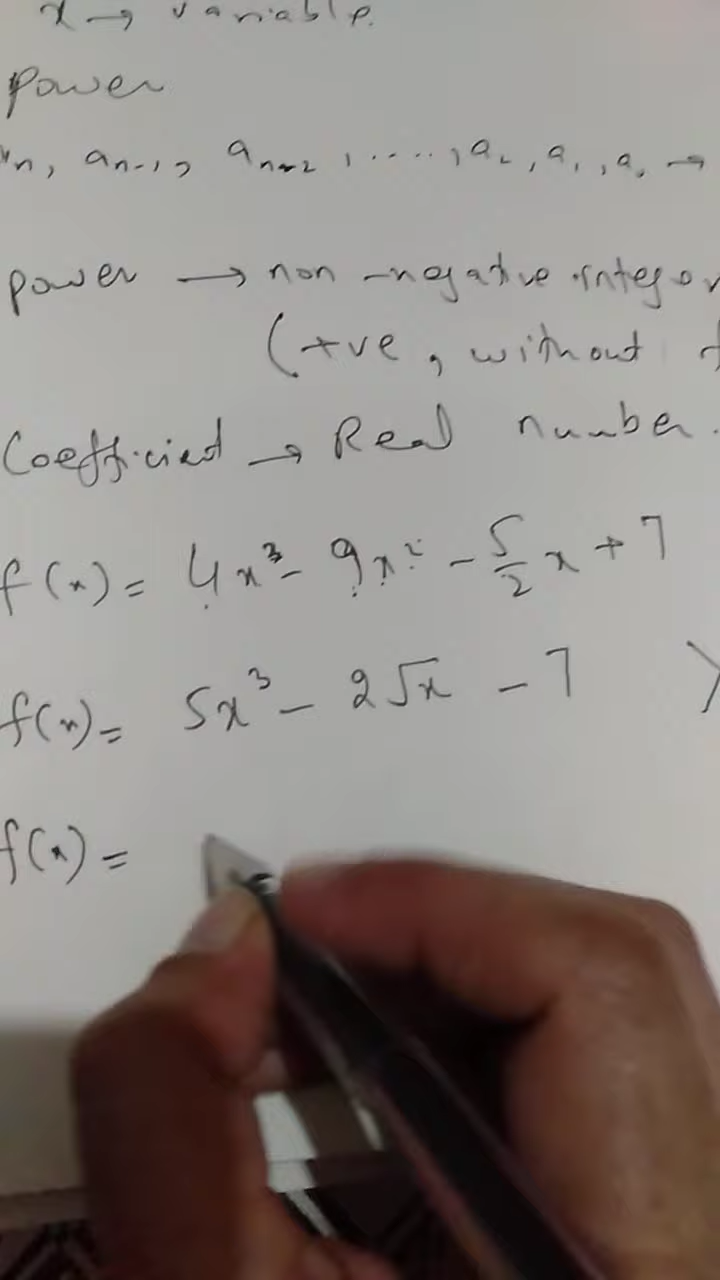 x → variable.
Power
aₙ, aₙ₋₁, aₙ₋₂, ....., a₂, a₁, a₀ →
power → non-negative integer
(+ve, without
Coefficient → Real number.
f(x) = 4x³ - 9x² - 5/2 x + 7
f(x) = 5x³ - 2√x - 7
f(x) =